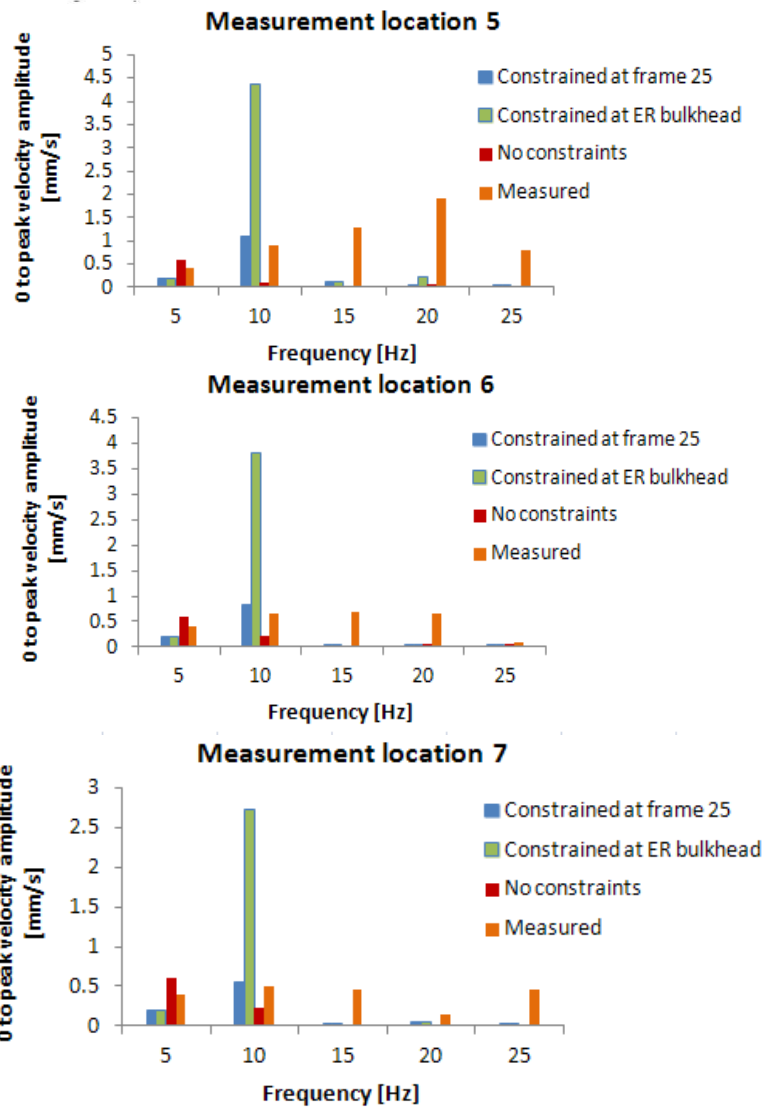 Measurement location 5
0 to peak velocity amplitude
[mm/s]
5
4.5
4
3.5
3
2.5
2
1.5
1
0.5
0
5 10 15 20 25
Frequency [Hz]
Constrained at frame 25
Constrained at ER bulkhead
No constraints
Measured
Measurement location 6
0 to peak velocity amplitude
[mm/s]
4.5
4
3.5
3
2.5
2
1.5
1
0.5
0
5 10 15 20 25
Frequency [Hz]
Constrained at frame 25
Constrained at ER bulkhead
No constraints
Measured
Measurement location 7
0 to peak velocity amplitude
[mm/s]
3
2.5
2
1.5
1
0.5
0
5 10 15 20 25
Frequency [Hz]
Constrained at frame 25
Constrained at ER bulkhead
No constraints
Measured